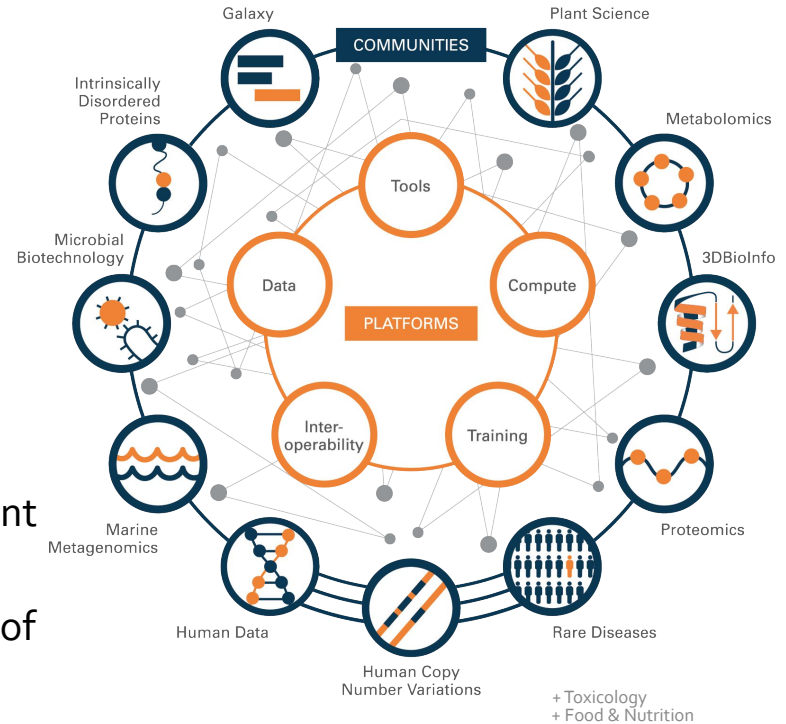 Galaxy
COMMUNITIES
Plant Science
Intrinsically
Disordered
Proteins
Metabolomics
Tools
Microbial
Biotechnology
3DBioInfo
Data
Compute
PLATFORMS
Inter-
operability
Training
nt
Marine
Metagenomics
Proteomics
of
Human Data
Rare Diseases
Human Copy
Number Variations
+ Toxicology
+ Food & Nutrition